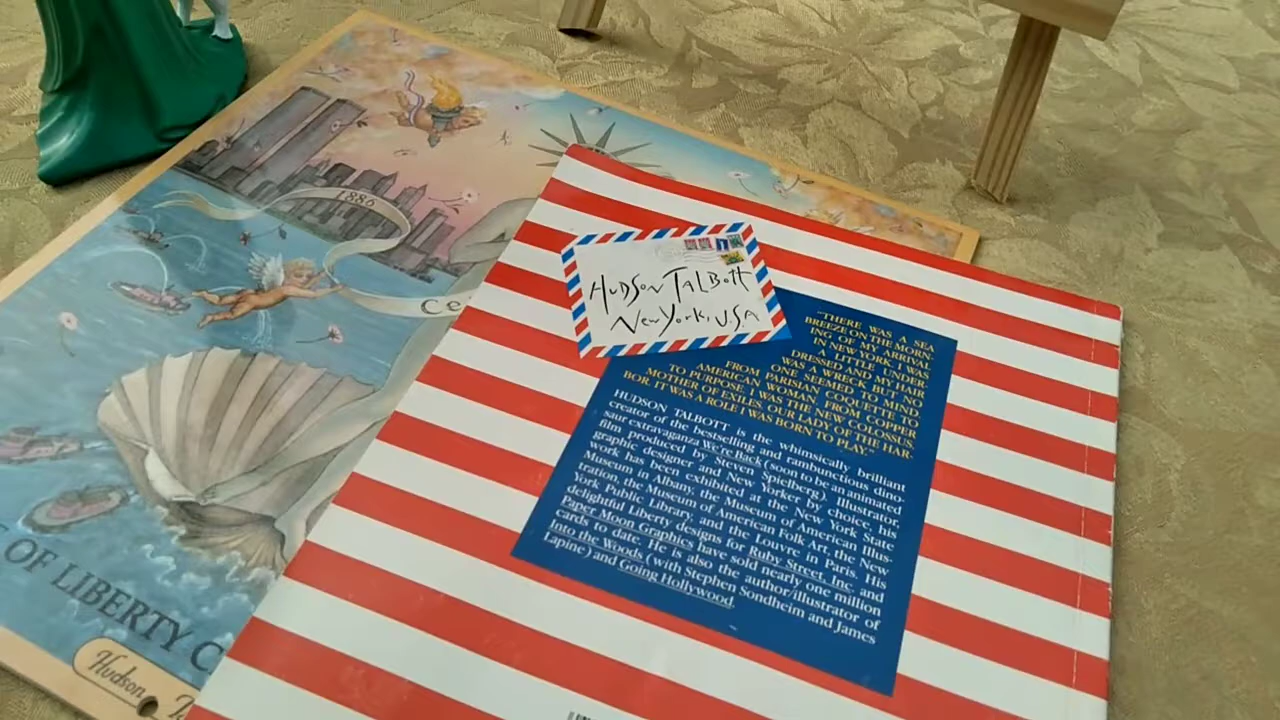 1886
Ce
OF LIBERTY C
Hudson
HUDSON TALBOTT
NEW YORK, USA
"THERE WAS A SEA
BREEZE ON THE MORN-
ING OF MY ARRIVAL
IN NEW YORK. I WAS
A LITTLE UNDER
DRESSED AND MY HAIR
WAS A WRECK BUT NO
ONE SEEMED TO MIND.
FROM PARISIAN COQUETTE TO
AMERICAN WOMAN, FROM COPPER
TO PURPOSE, I WAS THE NEW COLOSSUS
MOTHER OF EXILES, OUR LADY OF THE HAR-
BOR. IT WAS A ROLE I WAS BORN TO PLAY."
HUDSON TALBOTT is the whimsically brilliant
creator of the bestselling and rambunctious dino-
saur extravaganza We're Back (soon to be an animated
film produced by Steven Spielberg). Illustrator,
graphic designer and New Yorker by choice, his
work has been exhibited at the New York State
Museum in Albany, the Museum of American Illus-
tration, the Museum of American Folk Art, the New
York Public Library, and the Louvre in Paris. His
delightful Liberty designs for Ruby Street, Inc. and
Paper Moon Graphics have sold nearly one million
cards to date. He is also the author/illustrator of
Into the Woods (with Stephen Sondheim and James
Lapine) and Going Hollywood.